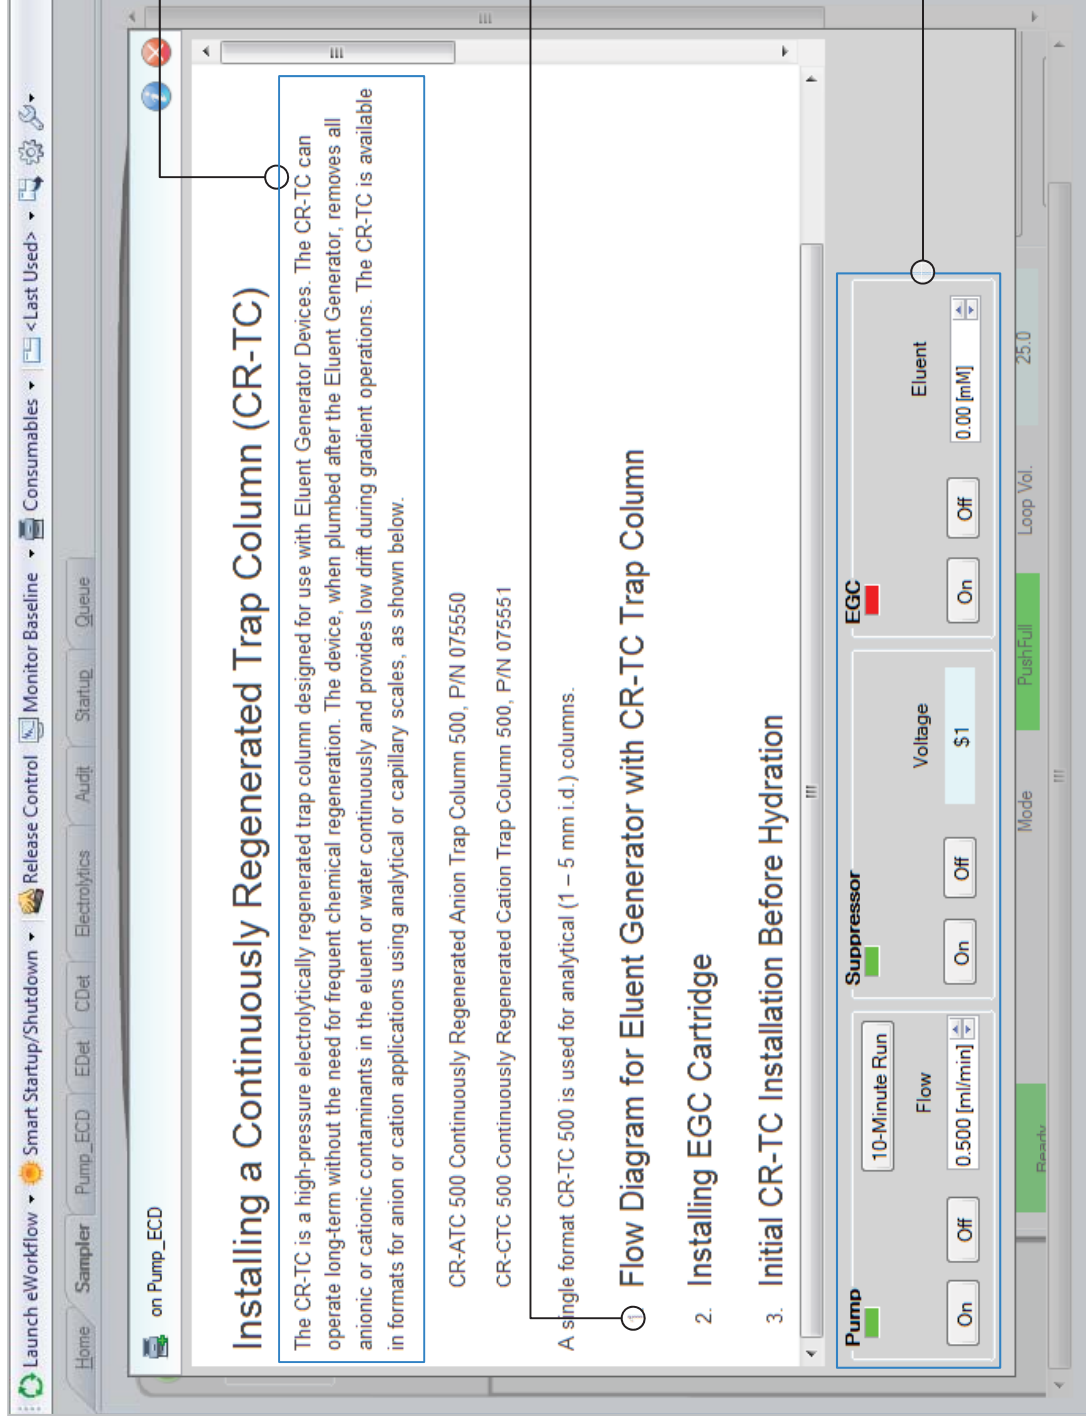 Launch eWorkflow Smart Startup/Shutdown Release Control Monitor Baseline Consumables <Last Used>
Home Sampler Pump_ECD EDet CDet Electrolytics Audit Startup Queue
on Pump_ECD
Installing a Continuously Regenerated Trap Column (CR-TC)
The CR-TC is a high-pressure electrolytically regenerated trap column designed for use with Eluent Generator Devices. The CR-TC can
operate long-term without the need for frequent chemical regeneration. The device, when plumbed after the Eluent Generator, removes all
anionic or cationic contaminants in the eluent or water continuously and provides low drift during gradient operations. The CR-TC is available
in formats for anion or cation applications using analytical or capillary scales, as shown below.
CR-ATC 500 Continuously Regenerated Anion Trap Column 500, P/N 075550
CR-CTC 500 Continuously Regenerated Cation Trap Column 500, P/N 075551
A single format CR-TC 500 is used for analytical (1 – 5 mm i.d.) columns.
1 Flow Diagram for Eluent Generator with CR-TC Trap Column
2. Installing EGC Cartridge
3. Initial CR-TC Installation Before Hydration
Pump Suppressor EGC
10-Minute Run
Flow Voltage Eluent
On Off 0.500 [ml/min] On Off $1 On Off 0.00 [mM]
Ready Mode PushFull Loop Vol. 25.0